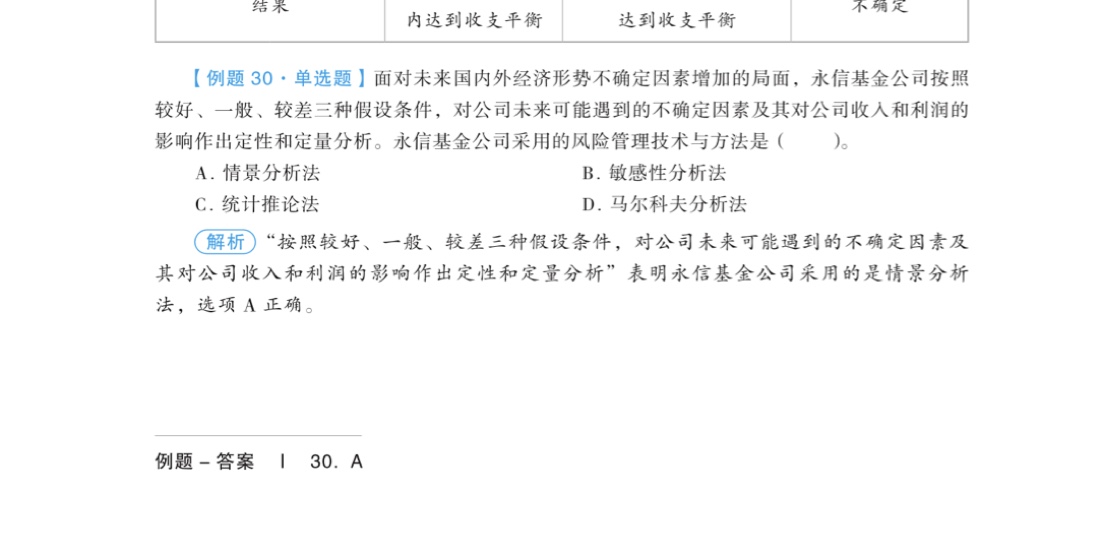 结果
内达到收支平衡
达到收支平衡
不确定
【例题 30·单选题】面对未来国内外经济形势不确定因素增加的局面，永信基金公司按照
较好、一般、较差三种假设条件，对公司未来可能遇到的不确定因素及其对公司收入和利润的
影响作出定性和定量分析。永信基金公司采用的风险管理技术与方法是（　　）。
A. 情景分析法
B. 敏感性分析法
C. 统计推论法
D. 马尔科夫分析法
解析 “按照较好、一般、较差三种假设条件，对公司未来可能遇到的不确定因素及
其对公司收入和利润的影响作出定性和定量分析”表明永信基金公司采用的是情景分析
法，选项 A 正确。
例题 – 答案 | 30. A